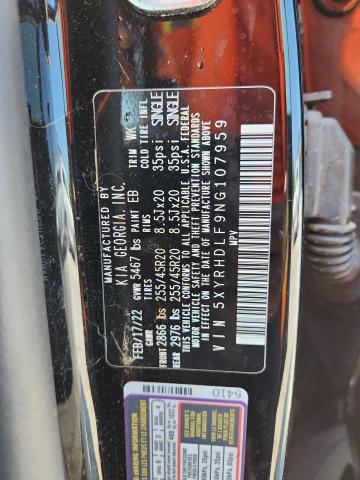 MANUFACTURED BY
KIA GEORGIA, INC.
FEB/17/22 GVWR 5467 lbs PAINT EB TRIM WK
GAWR TIRES RIMS COLD TIRE INFL
FRONT 2866 lbs 255/45R20 8.5JX20 35psi SINGLE
REAR 2976 lbs 255/45R20 8.5JX20 35psi SINGLE
THIS VEHICLE CONFORMS TO ALL APPLICABLE U.S.A. FEDERAL
MOTOR VEHICLE SAFETY AND THEFT PREVENTION STANDARDS
IN EFFECT ON THE DATE OF MANUFACTURE SHOWN ABOVE
VIN 5XYRHDLF9NG107959
MPV
5410
LOADING INFORMATION